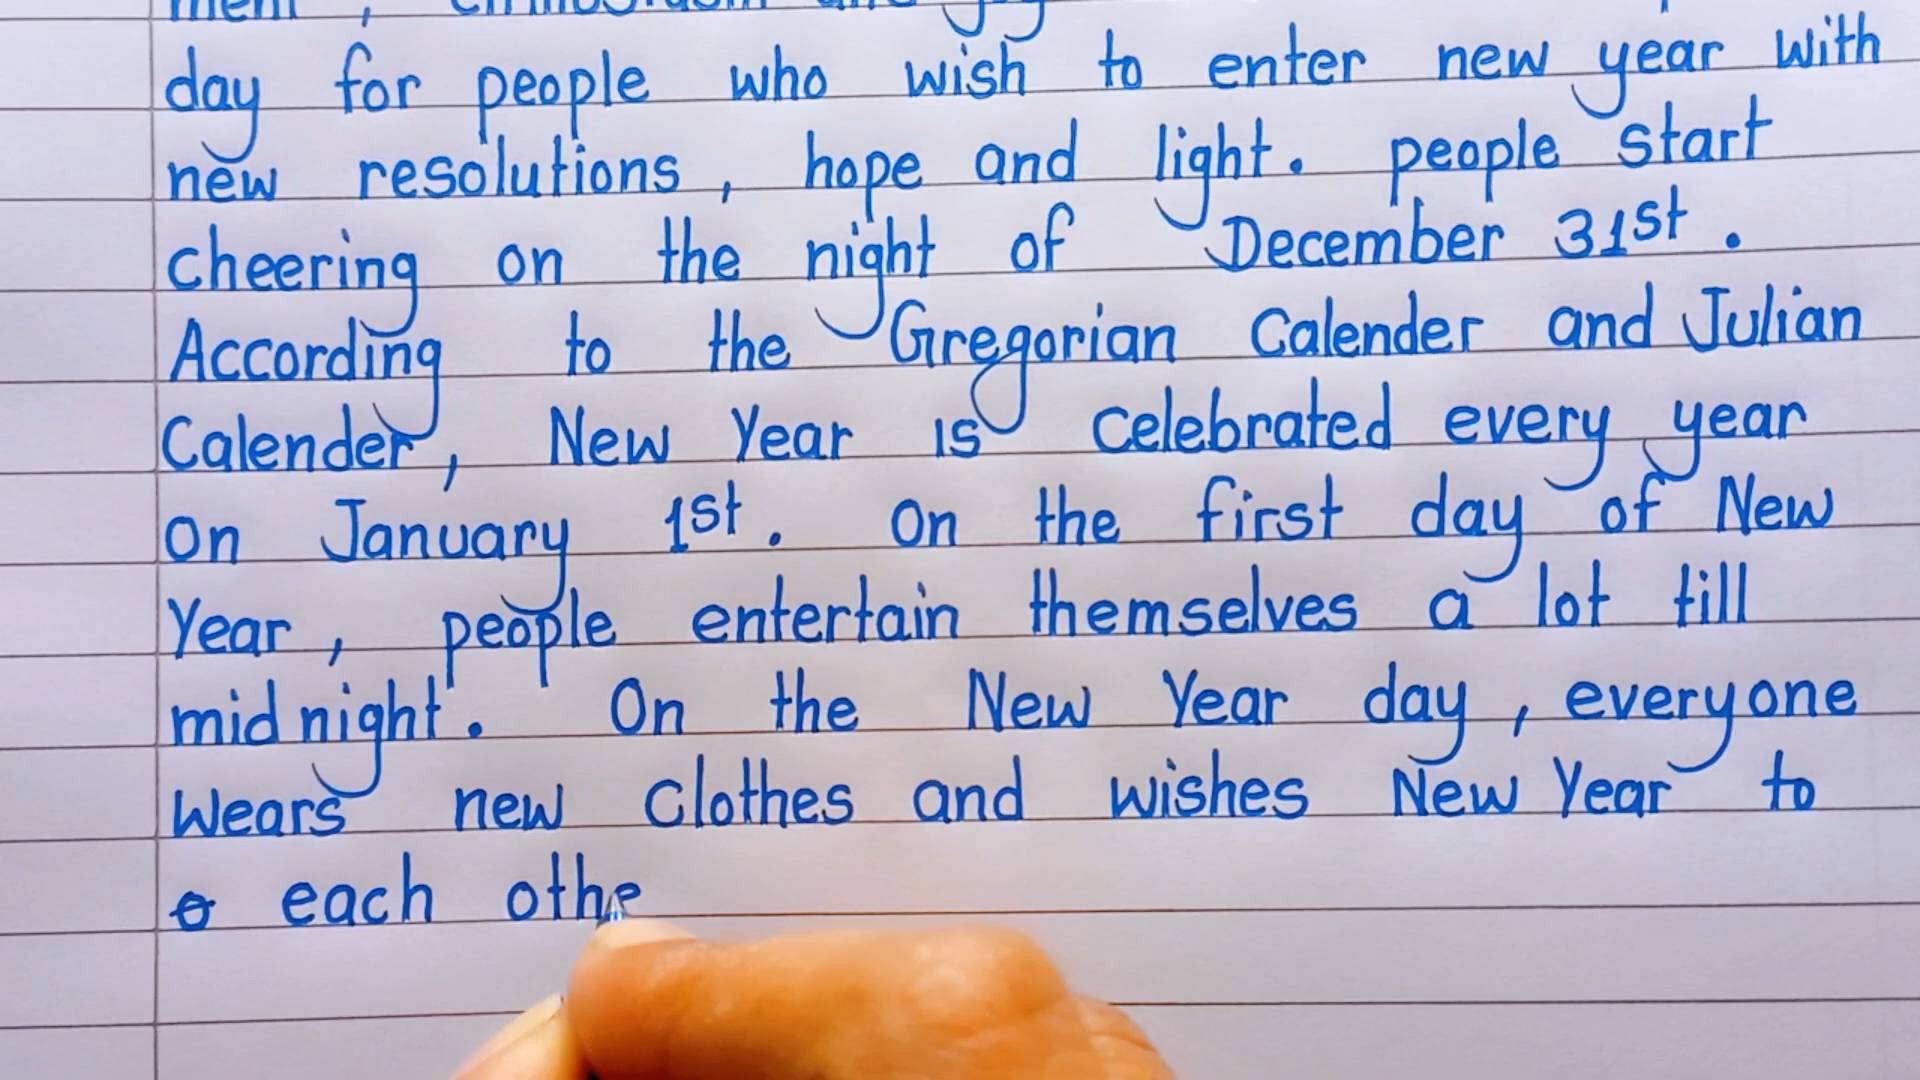 day for people who wish to enter new year with
new resolutions, hope and light. people start
cheering on the night of December 31st.
According to the Gregorian Calender and Julian
Calender, New Year is celebrated every year
on January 1st. On the first day of New
Year, people entertain themselves a lot till
midnight. On the New Year day, everyone
wears new clothes and wishes New Year to
each othe